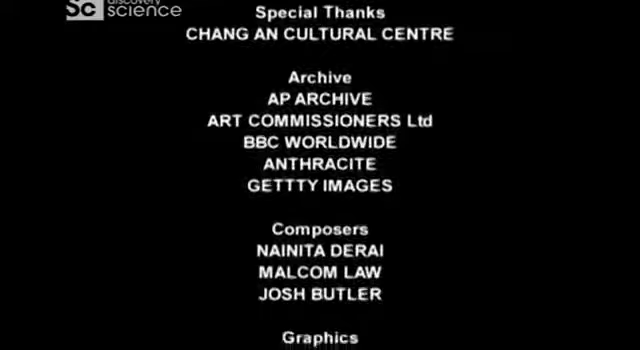 Sc discovery
science
Special Thanks
CHANG AN CULTURAL CENTRE
Archive
AP ARCHIVE
ART COMMISSIONERS Ltd
BBC WORLDWIDE
ANTHRACITE
GETTTY IMAGES
Composers
NAINITA DERAI
MALCOM LAW
JOSH BUTLER
Graphics